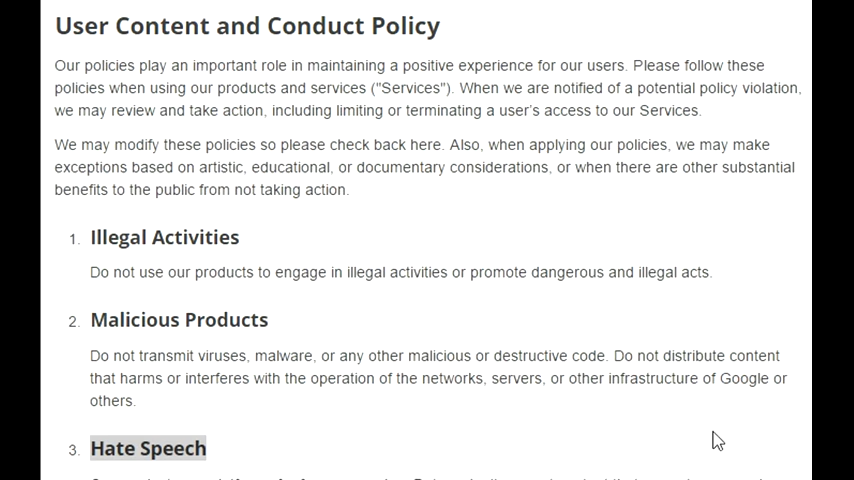 User Content and Conduct Policy
Our policies play an important role in maintaining a positive experience for our users. Please follow these
policies when using our products and services ("Services"). When we are notified of a potential policy violation,
we may review and take action, including limiting or terminating a user's access to our Services.
We may modify these policies so please check back here. Also, when applying our policies, we may make
exceptions based on artistic, educational, or documentary considerations, or when there are other substantial
benefits to the public from not taking action.
1. Illegal Activities
Do not use our products to engage in illegal activities or promote dangerous and illegal acts.
2. Malicious Products
Do not transmit viruses, malware, or any other malicious or destructive code. Do not distribute content
that harms or interferes with the operation of the networks, servers, or other infrastructure of Google or
others.
3. Hate Speech